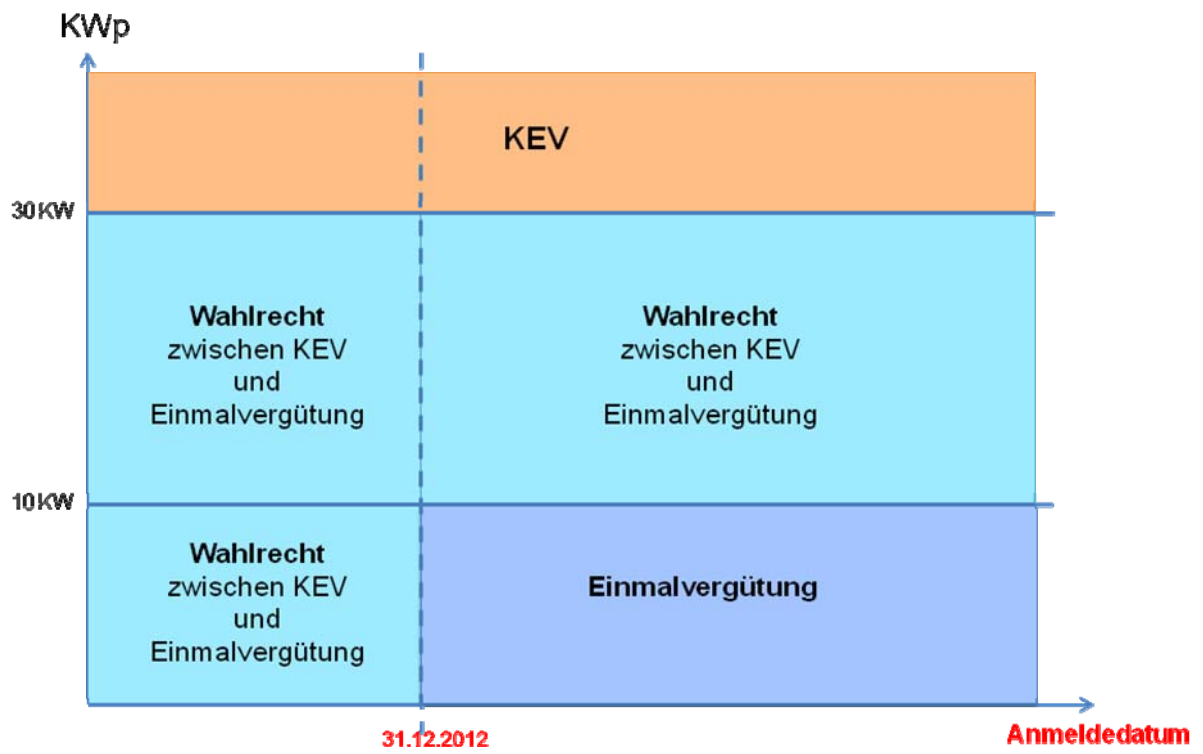 KWp
KEV
30KW
Wahlrecht
zwischen KEV
und
Einmalvergütung
Wahlrecht
zwischen KEV
und
Einmalvergütung
10KW
Wahlrecht
zwischen KEV
und
Einmalvergütung
Einmalvergütung
31.12.2012
Anmeldedatum